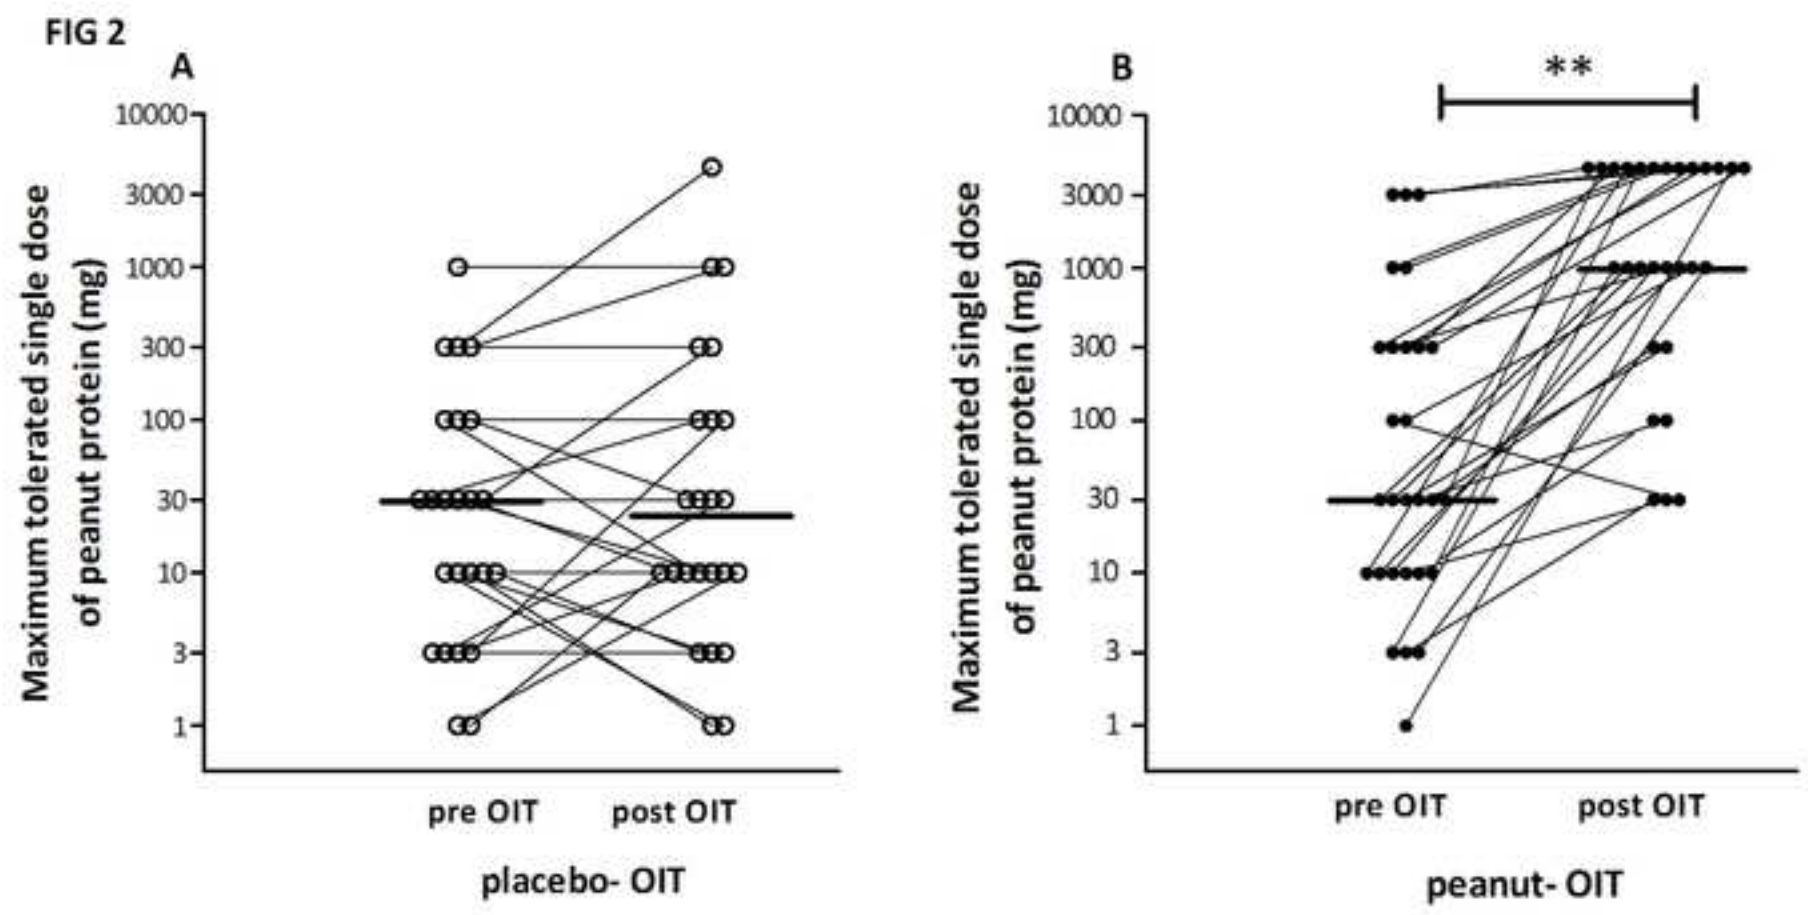 FIG 2
A
Maximum tolerated single dose
of peanut protein (mg)
10000
3000
1000
300
100
30
10
3
1
pre OIT
post OIT
placebo- OIT
B
**
Maximum tolerated single dose
of peanut protein (mg)
10000
3000
1000
300
100
30
10
3
1
pre OIT
post OIT
peanut- OIT